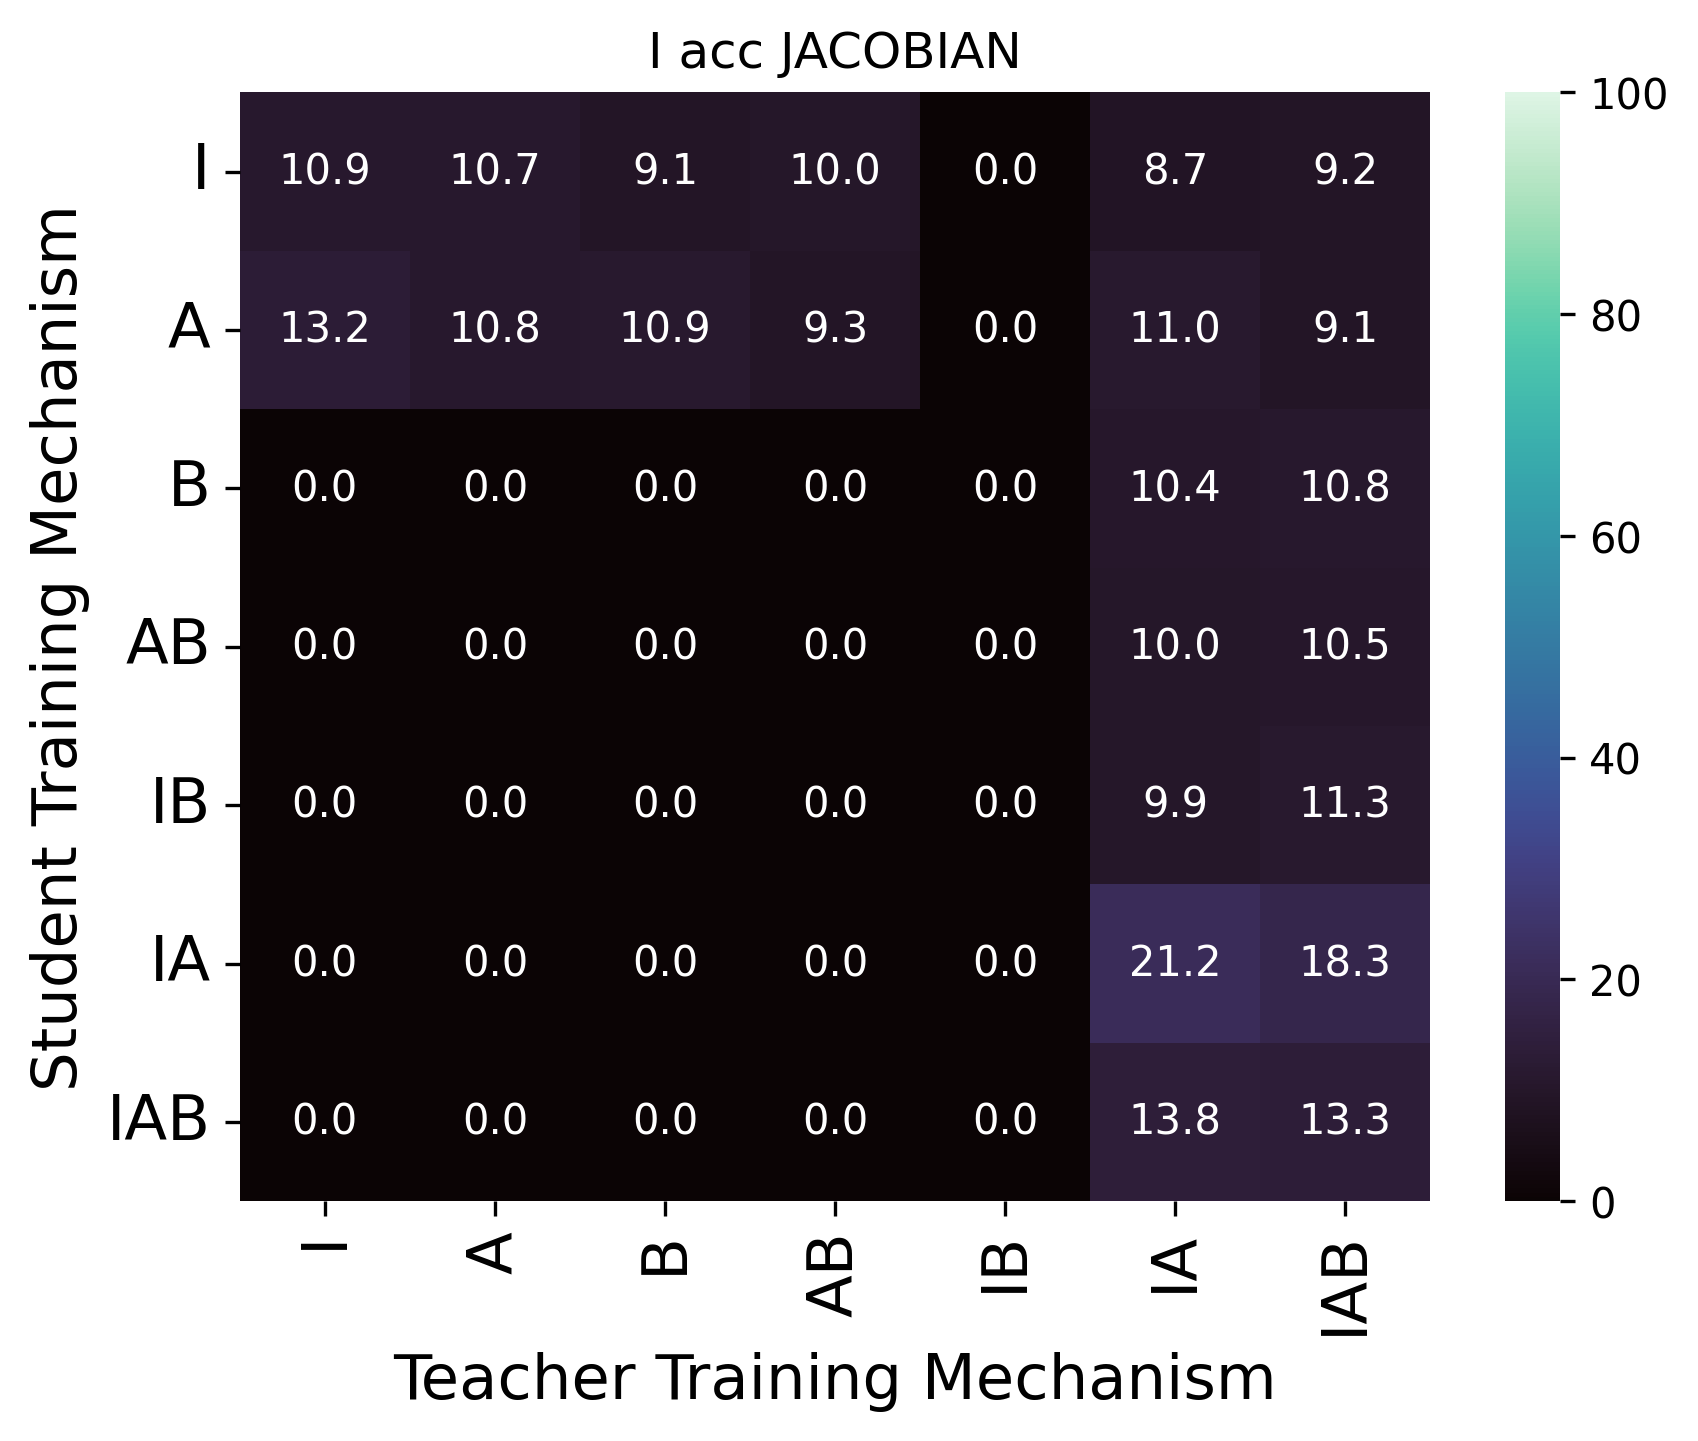 I acc JACOBIAN
I 10.9 10.7 9.1 10.0 0.0 8.7 9.2
A 13.2 10.8 10.9 9.3 0.0 11.0 9.1
B 0.0 0.0 0.0 0.0 0.0 10.4 10.8
AB 0.0 0.0 0.0 0.0 0.0 10.0 10.5
IB 0.0 0.0 0.0 0.0 0.0 9.9 11.3
IA 0.0 0.0 0.0 0.0 0.0 21.2 18.3
IAB 0.0 0.0 0.0 0.0 0.0 13.8 13.3
I A B AB IB IA IAB
Teacher Training Mechanism
Student Training Mechanism
100
80
60
40
20
0